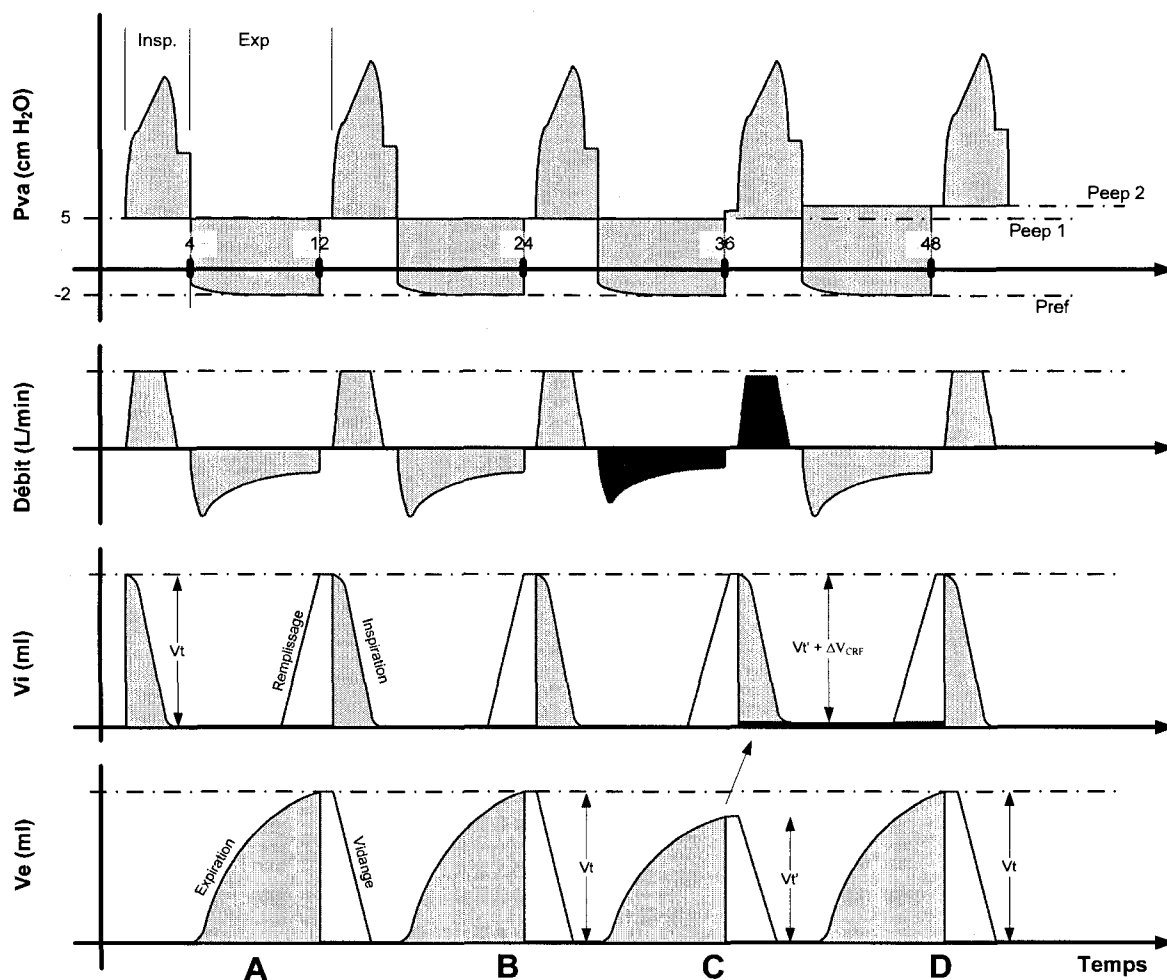 Insp.
Exp
Pva (cm H₂O)
Peep 2
5
Peep 1
4
12
24
36
48
-2
Pref
Débit (L/min)
Vi (ml)
Vt
Remplissage
Inspiration
Vt' + ΔV_CRF
Ve (ml)
Expiration
Vidange
Vt
Vt'
Vt
A
B
C
D
Temps